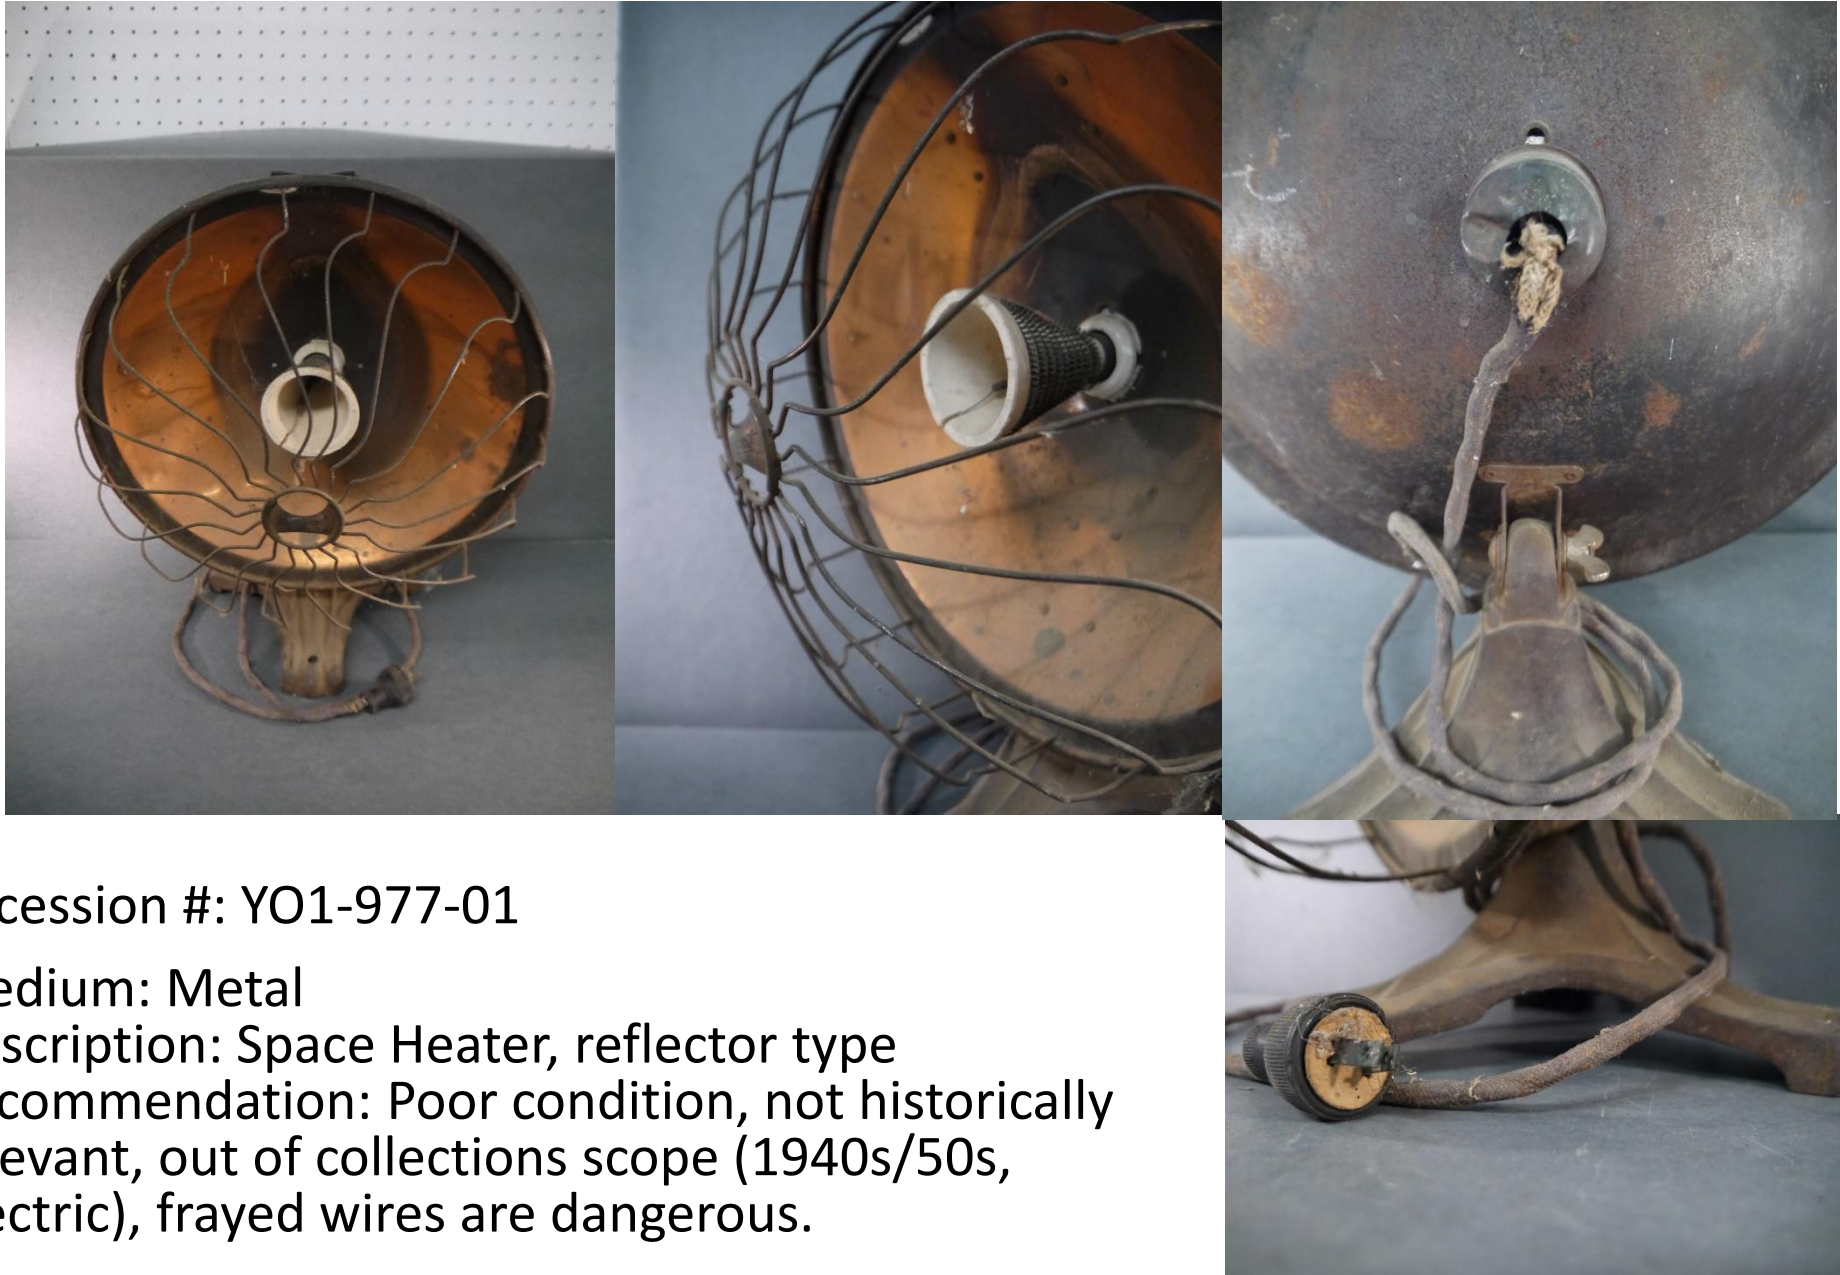 cession #: YO1-977-01
edium: Metal
scription: Space Heater, reflector type
commendation: Poor condition, not historically
evant, out of collections scope (1940s/50s,
ectric), frayed wires are dangerous.